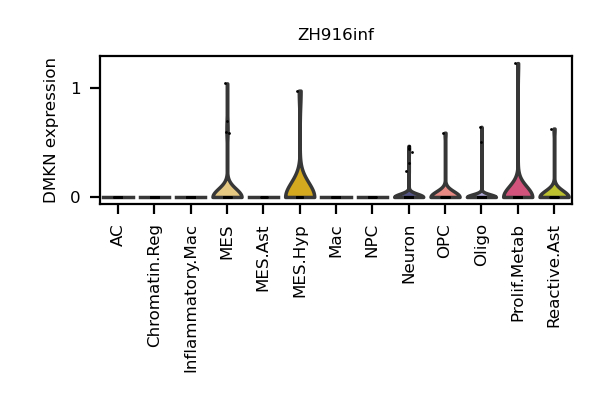 ZH916inf
DMKN expression
1
0
AC
Chromatin.Reg
Inflammatory.Mac
MES
MES.Ast
MES.Hyp
Mac
NPC
Neuron
OPC
Oligo
Prolif.Metab
Reactive.Ast